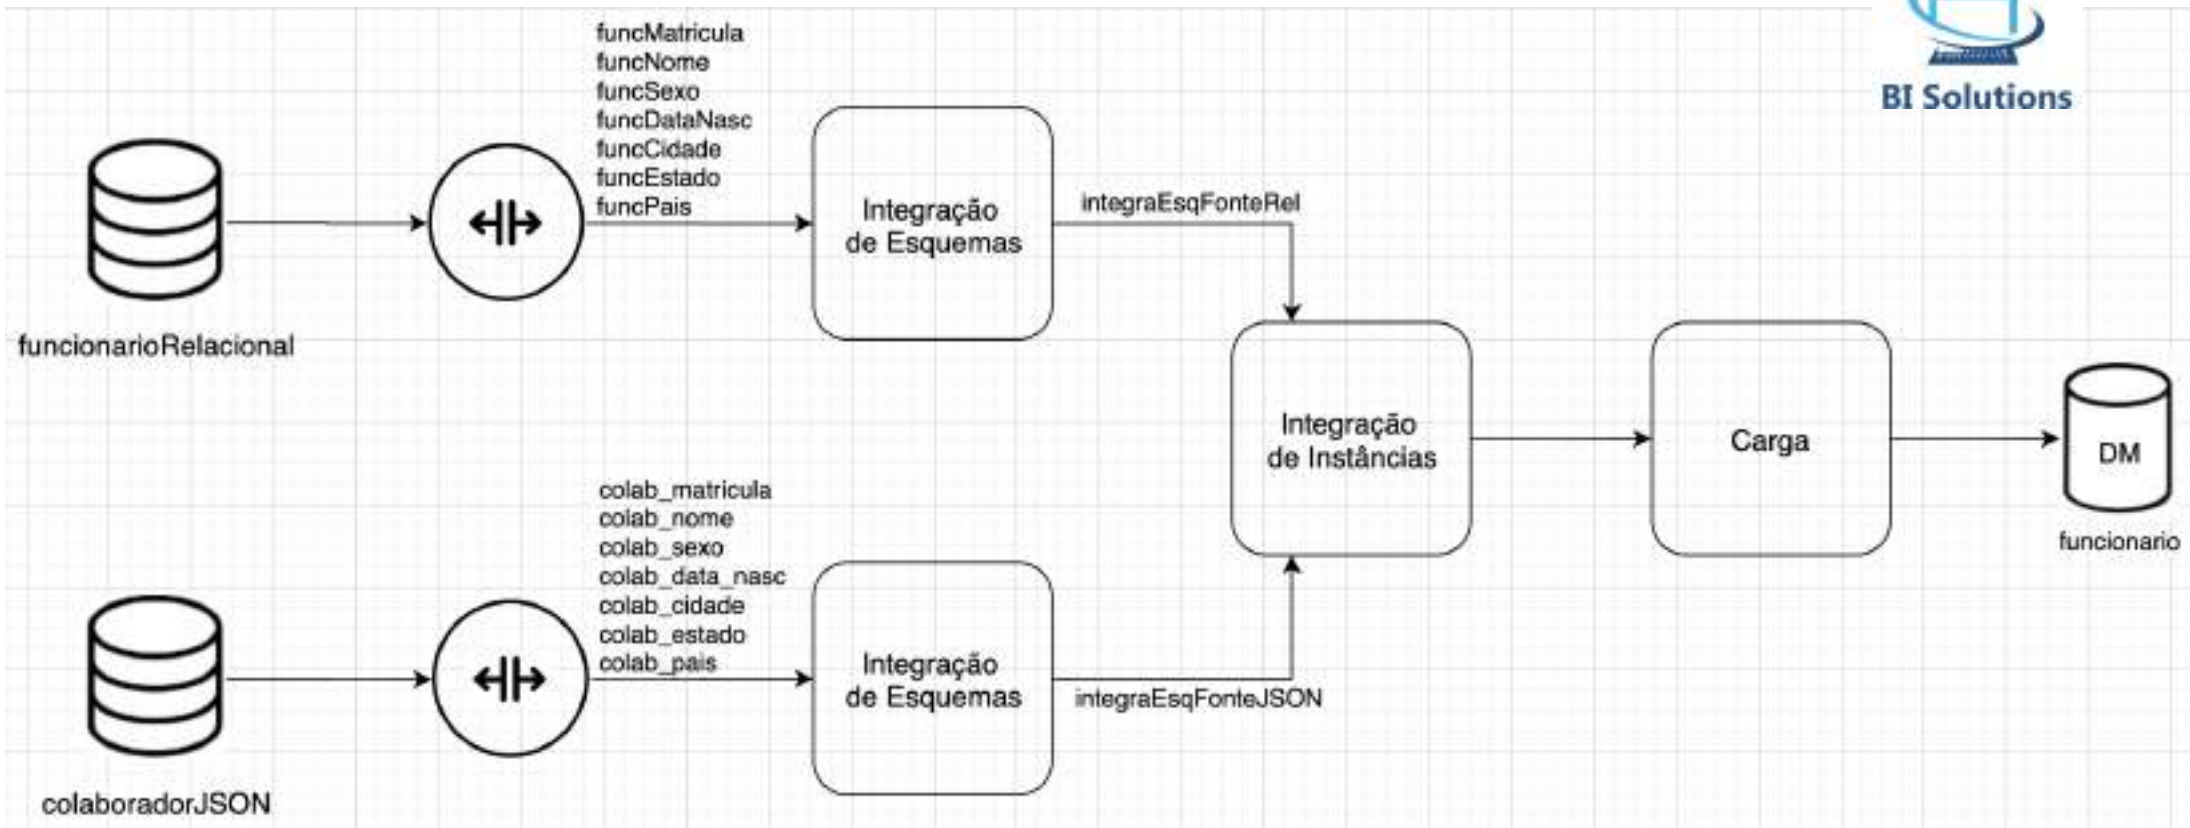 BI Solutions
funcMatricula
funcNome
funcSexo
funcDataNasc
funcCidade
funcEstado
funcPais
funcionarioRelacional
Integração
de Esquemas
integraEsqFonteRel
colab_matricula
colab_nome
colab_sexo
colab_data_nasc
colab_cidade
colab_estado
colab_pais
colaboradorJSON
Integração
de Esquemas
integraEsqFonteJSON
Integração
de Instâncias
Carga
DM
funcionario